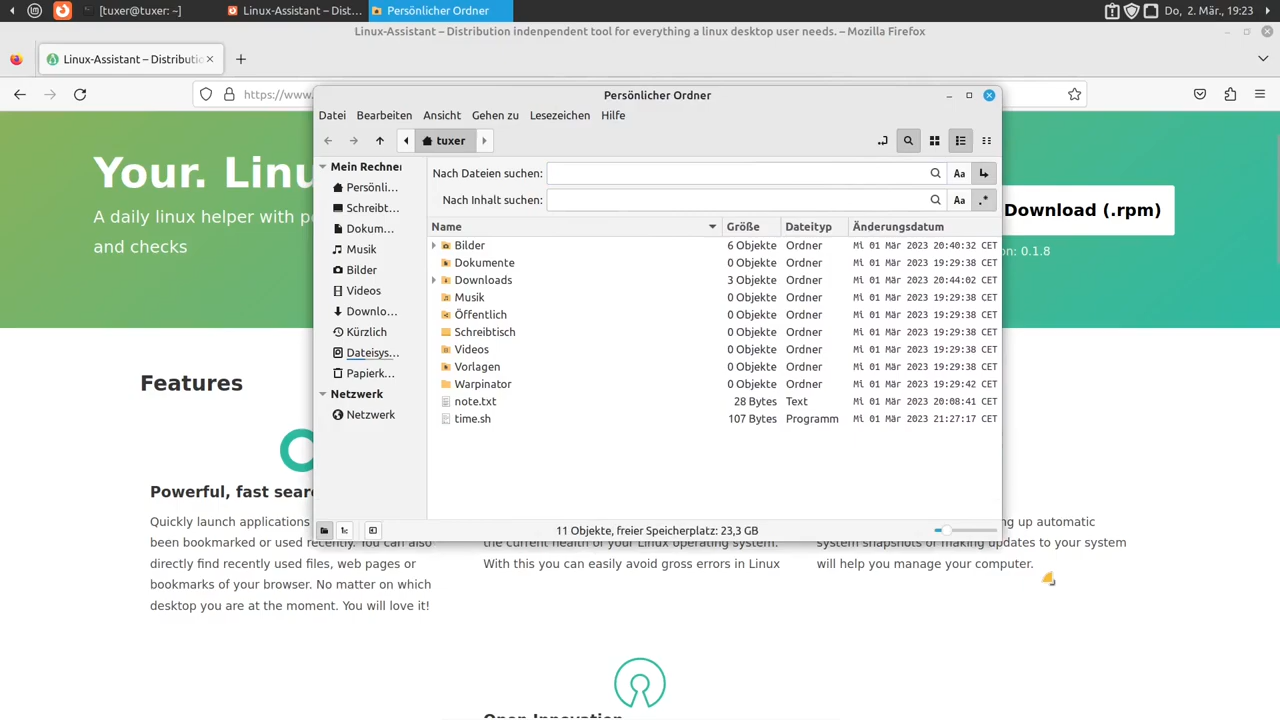 [tuxer@tuxer: ~]
Linux-Assistant – Dist...
Persönlicher Ordner
Do, 2. Mär., 19:23
Linux-Assistant – Distribution indenpendent tool for everything a linux desktop user needs. — Mozilla Firefox
Linux-Assistant – Distributio
https://www.
Persönlicher Ordner
Datei Bearbeiten Ansicht Gehen zu Lesezeichen Hilfe
tuxer
Mein Rechner
Persönli...
Schreibt...
Dokum...
Musik
Bilder
Videos
Downlo...
Kürzlich
Dateisys...
Papierk...
Netzwerk
Netzwerk
Nach Dateien suchen: Aa
Nach Inhalt suchen: Aa .*
Name Größe Dateityp Änderungsdatum
Bilder 6 Objekte Ordner Mi 01 Mär 2023 20:40:32 CET
Dokumente 0 Objekte Ordner Mi 01 Mär 2023 19:29:38 CET
Downloads 3 Objekte Ordner Mi 01 Mär 2023 20:44:02 CET
Musik 0 Objekte Ordner Mi 01 Mär 2023 19:29:38 CET
Öffentlich 0 Objekte Ordner Mi 01 Mär 2023 19:29:38 CET
Schreibtisch 0 Objekte Ordner Mi 01 Mär 2023 19:29:38 CET
Videos 0 Objekte Ordner Mi 01 Mär 2023 19:29:38 CET
Vorlagen 0 Objekte Ordner Mi 01 Mär 2023 19:29:38 CET
Warpinator 0 Objekte Ordner Mi 01 Mär 2023 19:29:42 CET
note.txt 28 Bytes Text Mi 01 Mär 2023 20:08:41 CET
time.sh 107 Bytes Programm Mi 01 Mär 2023 21:27:17 CET
11 Objekte, freier Speicherplatz: 23,3 GB
Your. Linu
A daily linux helper with po
and checks
Download (.rpm)
on: 0.1.8
Features
Powerful, fast sear
Quickly launch applications
been bookmarked or used recently. You can also
directly find recently used files, web pages or
bookmarks of your browser. No matter on which
desktop you are at the moment. You will love it!
the current health of your Linux operating system.
With this you can easily avoid gross errors in Linux
ng up automatic
system snapshots or making updates to your system
will help you manage your computer.
Open Innovation